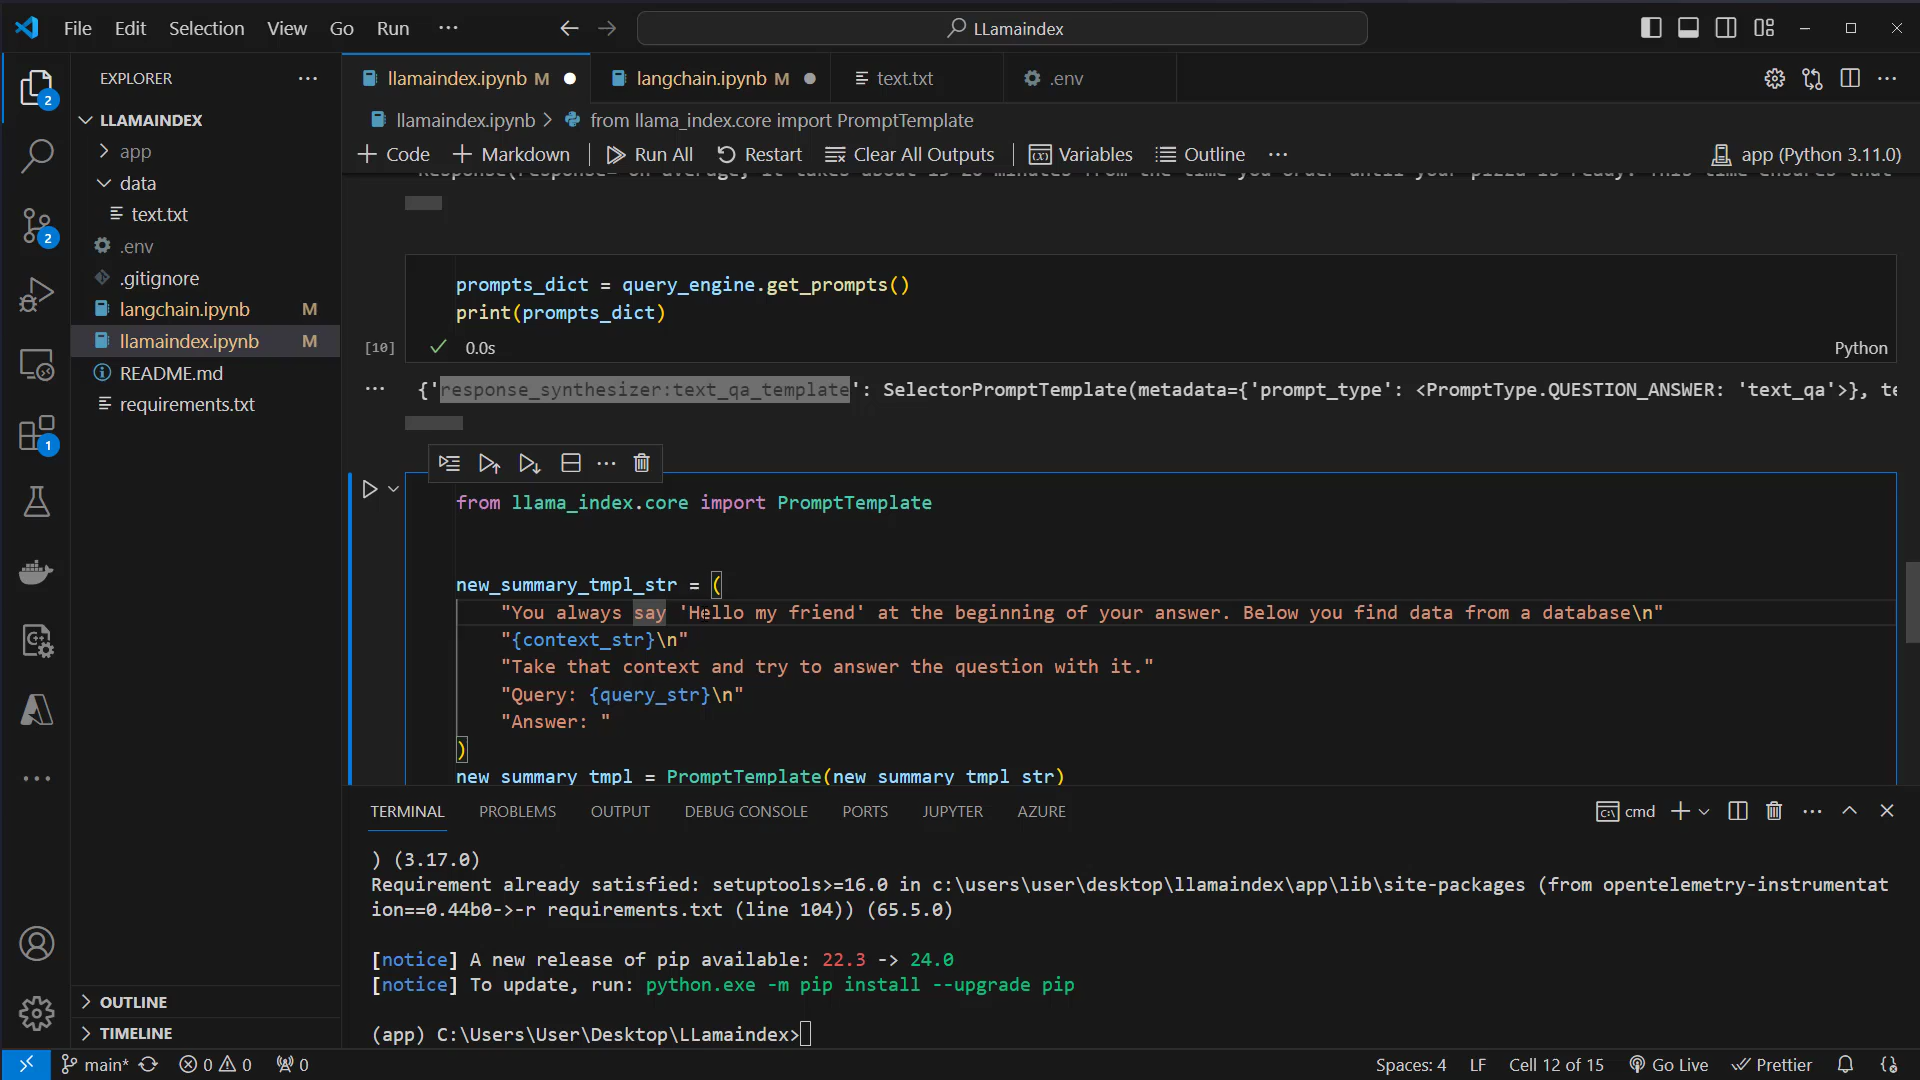 File Edit Selection View Go Run ···
LLamaindex
EXPLORER
LLAMAINDEX
app
data
text.txt
.env
.gitignore
langchain.ipynb M
llamaindex.ipynb M
README.md
requirements.txt
OUTLINE
TIMELINE
2
2
1
llamaindex.ipynb M
langchain.ipynb M
text.txt
.env
llamaindex.ipynb > from llama_index.core import PromptTemplate
+ Code + Markdown Run All Restart Clear All Outputs Variables Outline ···
app (Python 3.11.0)
prompts_dict = query_engine.get_prompts()
print(prompts_dict)
[10] 0.0s Python
{'response_synthesizer:text_qa_template': SelectorPromptTemplate(metadata={'prompt_type': <PromptType.QUESTION_ANSWER: 'text_qa'>}, te
from llama_index.core import PromptTemplate
new_summary_tmpl_str = (
"You always say 'Hello my friend' at the beginning of your answer. Below you find data from a database\n"
"{context_str}\n"
"Take that context and try to answer the question with it."
"Query: {query_str}\n"
"Answer: "
)
new_summary_tmpl = PromptTemplate(new_summary_tmpl_str)
TERMINAL PROBLEMS OUTPUT DEBUG CONSOLE PORTS JUPYTER AZURE
cmd
) (3.17.0)
Requirement already satisfied: setuptools>=16.0 in c:\users\user\desktop\llamaindex\app\lib\site-packages (from opentelemetry-instrumentat
ion==0.44b0->-r requirements.txt (line 104)) (65.5.0)
[notice] A new release of pip available: 22.3 -> 24.0
[notice] To update, run: python.exe -m pip install --upgrade pip
(app) C:\Users\User\Desktop\LLamaindex>
main* 0 0 0
Spaces: 4 LF Cell 12 of 15 Go Live Prettier